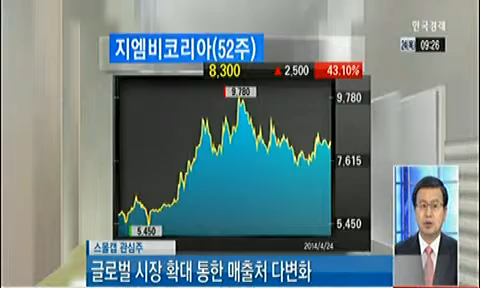 한국경제
24(목) 09:26
지엠비코리아(52주)
8,300 ▲ 2,500 43.10%
9,780
9,780
7,615
5,450
5,450
2014/4/24
스몰캡 관심주
글로벌 시장 확대 통한 매출처 다변화